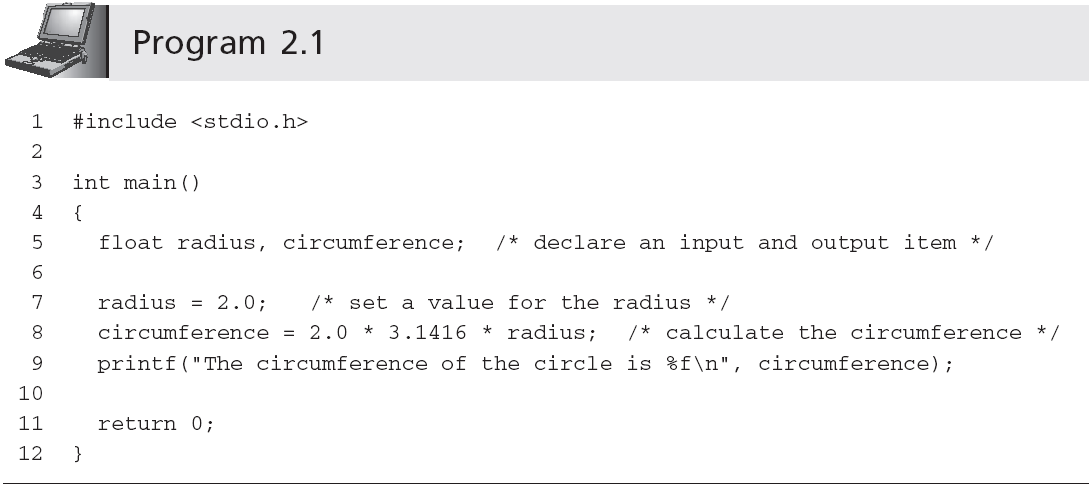 Program 2.1
1 #include <stdio.h>
2
3 int main()
4 {
5 float radius, circumference; /* declare an input and output item */
6
7 radius = 2.0; /* set a value for the radius */
8 circumference = 2.0 * 3.1416 * radius; /* calculate the circumference */
9 printf("The circumference of the circle is %f\n", circumference);
10
11 return 0;
12 }